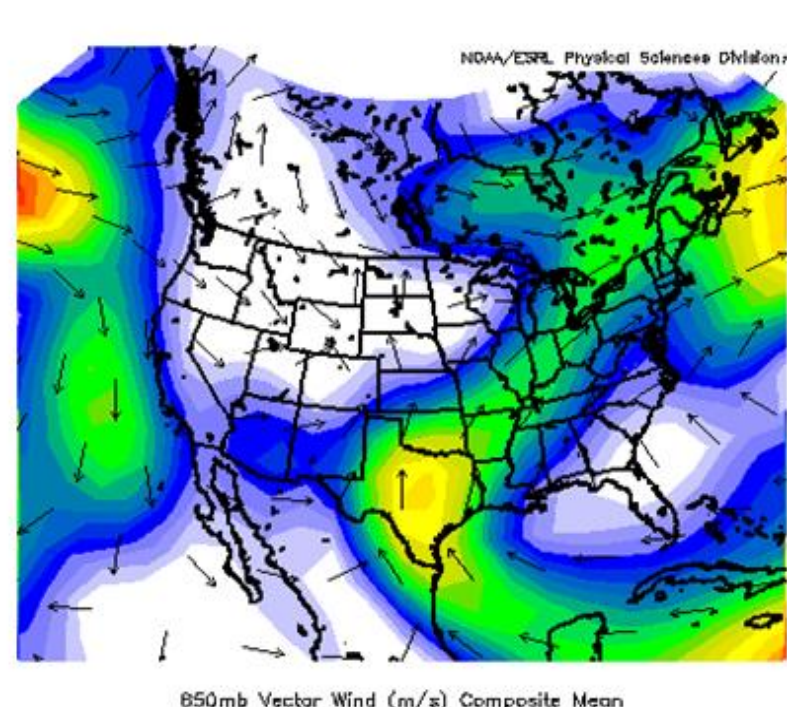 NOAA/ESRL Physical Sciences Division
850mb Vector Wind (m/s) Composite Mean